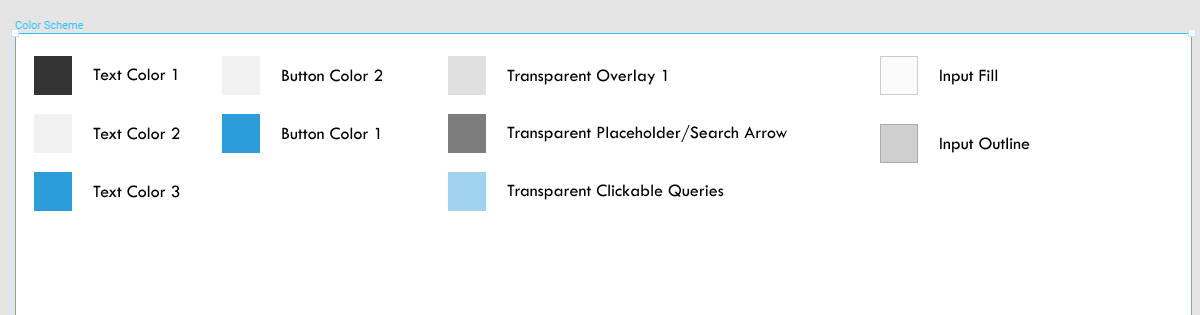 Color Scheme
Text Color 1
Button Color 2
Transparent Overlay 1
Input Fill
Text Color 2
Button Color 1
Transparent Placeholder/Search Arrow
Input Outline
Text Color 3
Transparent Clickable Queries